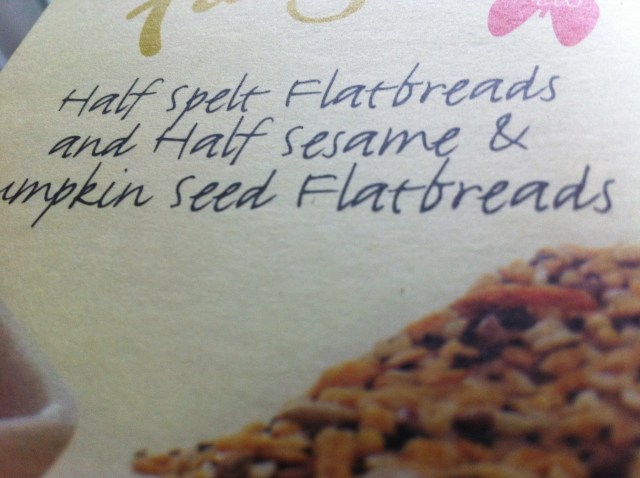 Half Spelt Flatbreads
and Half Sesame &
umpkin Seed Flatbreads